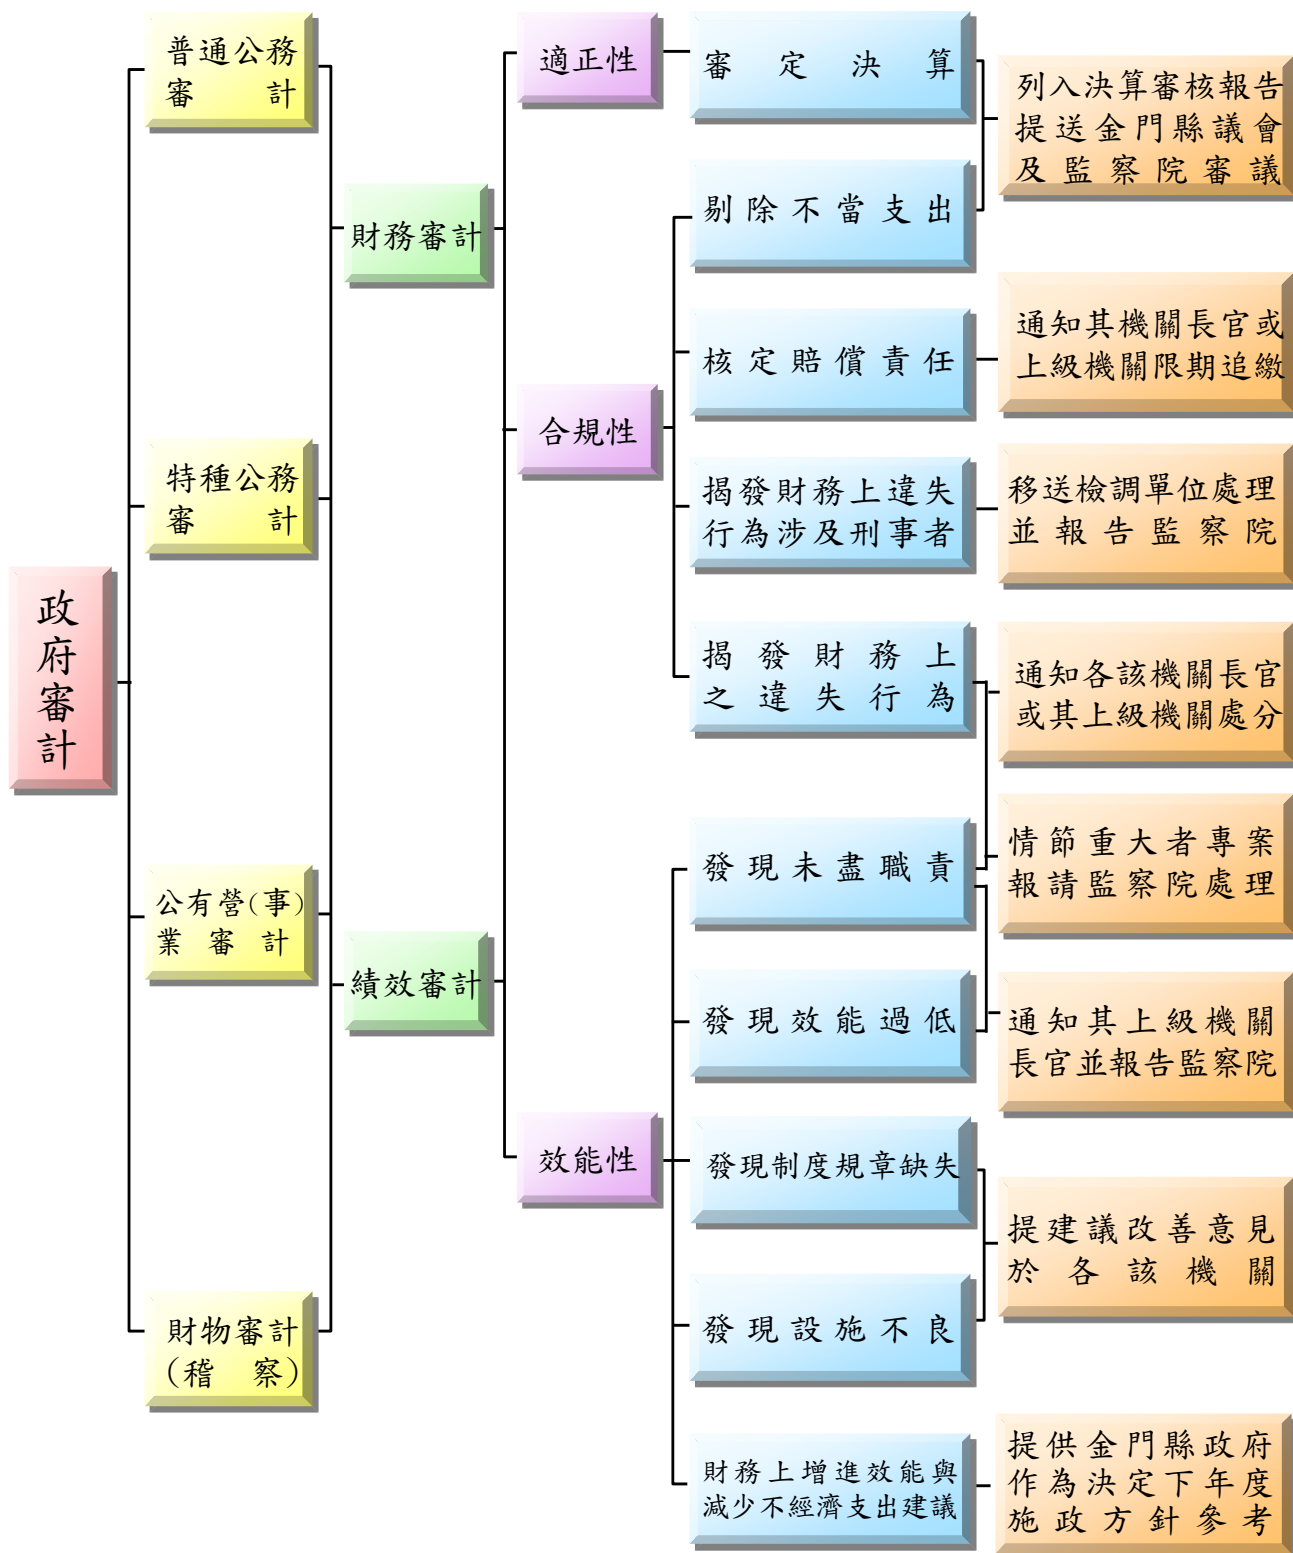 政府審計
普通公務
審計
特種公務
審計
公有營(事)
業審計
財物審計
(稽察)
財務審計
績效審計
適正性
合規性
效能性
審定決算
剔除不當支出
核定賠償責任
揭發財務上違失
行為涉及刑事者
揭發財務上
之違失行為
發現未盡職責
發現效能過低
發現制度規章缺失
發現設施不良
財務上增進效能與
減少不經濟支出建議
列入決算審核報告
提送金門縣議會
及監察院審議
通知其機關長官或
上級機關限期追繳
移送檢調單位處理
並報告監察院
通知各該機關長官
或其上級機關處分
情節重大者專案
報請監察院處理
通知其上級機關
長官並報告監察院
提建議改善意見
於各該機關
提供金門縣政府
作為決定下年度
施政方針參考